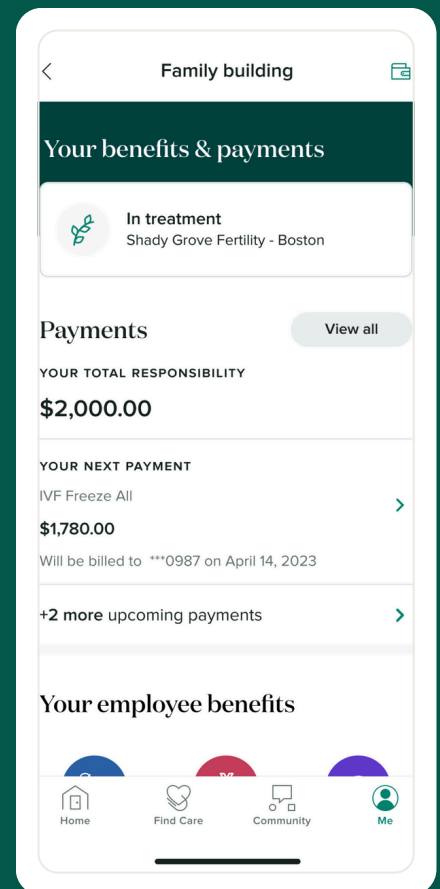 Family building
Your benefits & payments
In treatment
Shady Grove Fertility - Boston
Payments
View all
YOUR TOTAL RESPONSIBILITY
$2,000.00
YOUR NEXT PAYMENT
IVF Freeze All
$1,780.00
Will be billed to ***0987 on April 14, 2023
+2 more upcoming payments
Your employee benefits
Home
Find Care
Community
Me